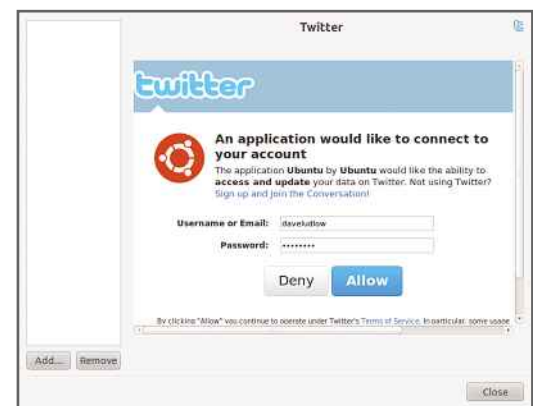 Twitter
twitter
An application would like to connect to
your account
The application Ubuntu by Ubuntu would like the ability to
access and update your data on Twitter. Not using Twitter?
Sign up and join the Conversation!
Username or Email: daveludlow
Password: ••••••••
Deny Allow
By clicking "Allow" you continue to operate under Twitter's Terms of Service. In particular, some usage
Add... Remove
Close